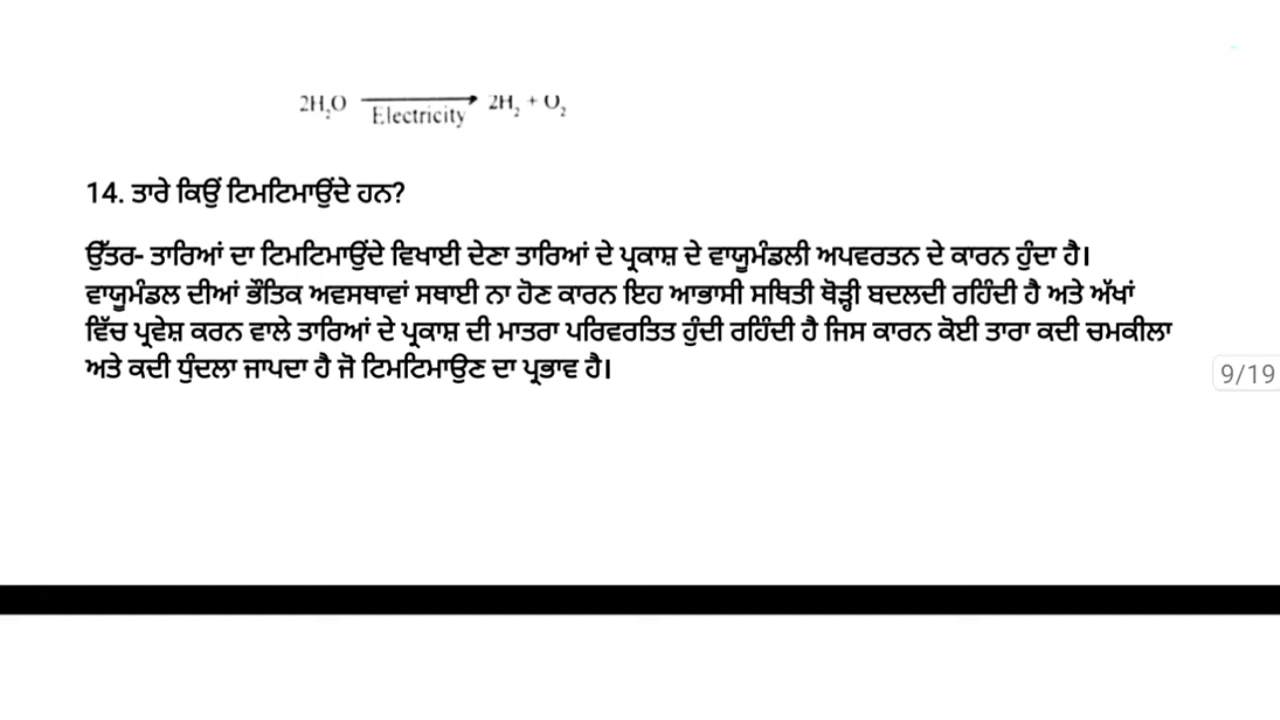 2H₂O ⟶ 2H₂ + O₂
Electricity
14. ਤਾਰੇ ਕਿਉਂ ਟਿਮਟਿਮਾਉਂਦੇ ਹਨ?
ਉੱਤਰ- ਤਾਰਿਆਂ ਦਾ ਟਿਮਟਿਮਾਉਂਦੇ ਵਿਖਾਈ ਦੇਣਾ ਤਾਰਿਆਂ ਦੇ ਪ੍ਰਕਾਸ਼ ਦੇ ਵਾਯੂਮੰਡਲੀ ਅਪਵਰਤਨ ਦੇ ਕਾਰਨ ਹੁੰਦਾ ਹੈ।
ਵਾਯੂਮੰਡਲ ਦੀਆਂ ਭੌਤਿਕ ਅਵਸਥਾਵਾਂ ਸਥਾਈ ਨਾ ਹੋਣ ਕਾਰਨ ਇਹ ਆਭਾਸੀ ਸਥਿਤੀ ਥੋੜ੍ਹੀ ਬਦਲਦੀ ਰਹਿੰਦੀ ਹੈ ਅਤੇ ਅੱਖਾਂ
ਵਿੱਚ ਪ੍ਰਵੇਸ਼ ਕਰਨ ਵਾਲੇ ਤਾਰਿਆਂ ਦੇ ਪ੍ਰਕਾਸ਼ ਦੀ ਮਾਤਰਾ ਪਰਿਵਰਤਿਤ ਹੁੰਦੀ ਰਹਿੰਦੀ ਹੈ ਜਿਸ ਕਾਰਨ ਕੋਈ ਤਾਰਾ ਕਦੀ ਚਮਕੀਲਾ
ਅਤੇ ਕਦੀ ਧੁੰਦਲਾ ਜਾਪਦਾ ਹੈ ਜੋ ਟਿਮਟਿਮਾਉਣ ਦਾ ਪ੍ਰਭਾਵ ਹੈ।
9/19